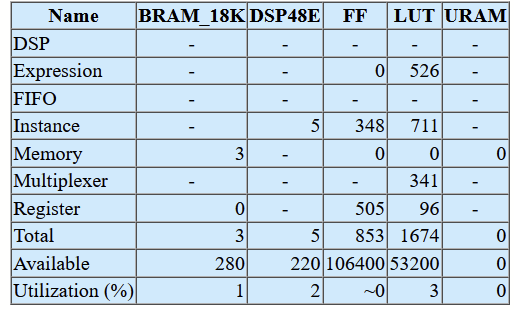 Name BRAM_18K DSP48E FF LUT URAM
DSP - - - - -
Expression - - 0 526 -
FIFO - - - - -
Instance - 5 348 711 -
Memory 3 - 0 0 0
Multiplexer - - - 341 -
Register 0 - 505 96 -
Total 3 5 853 1674 0
Available 280 220 106400 53200 0
Utilization (%) 1 2 ~0 3 0